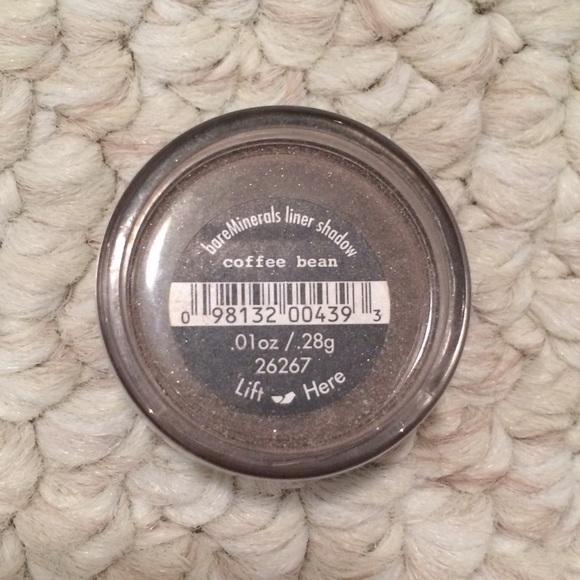 bareMinerals liner shadow
coffee bean
0 98132 00439 3
.01oz /.28g
26267
Lift Here